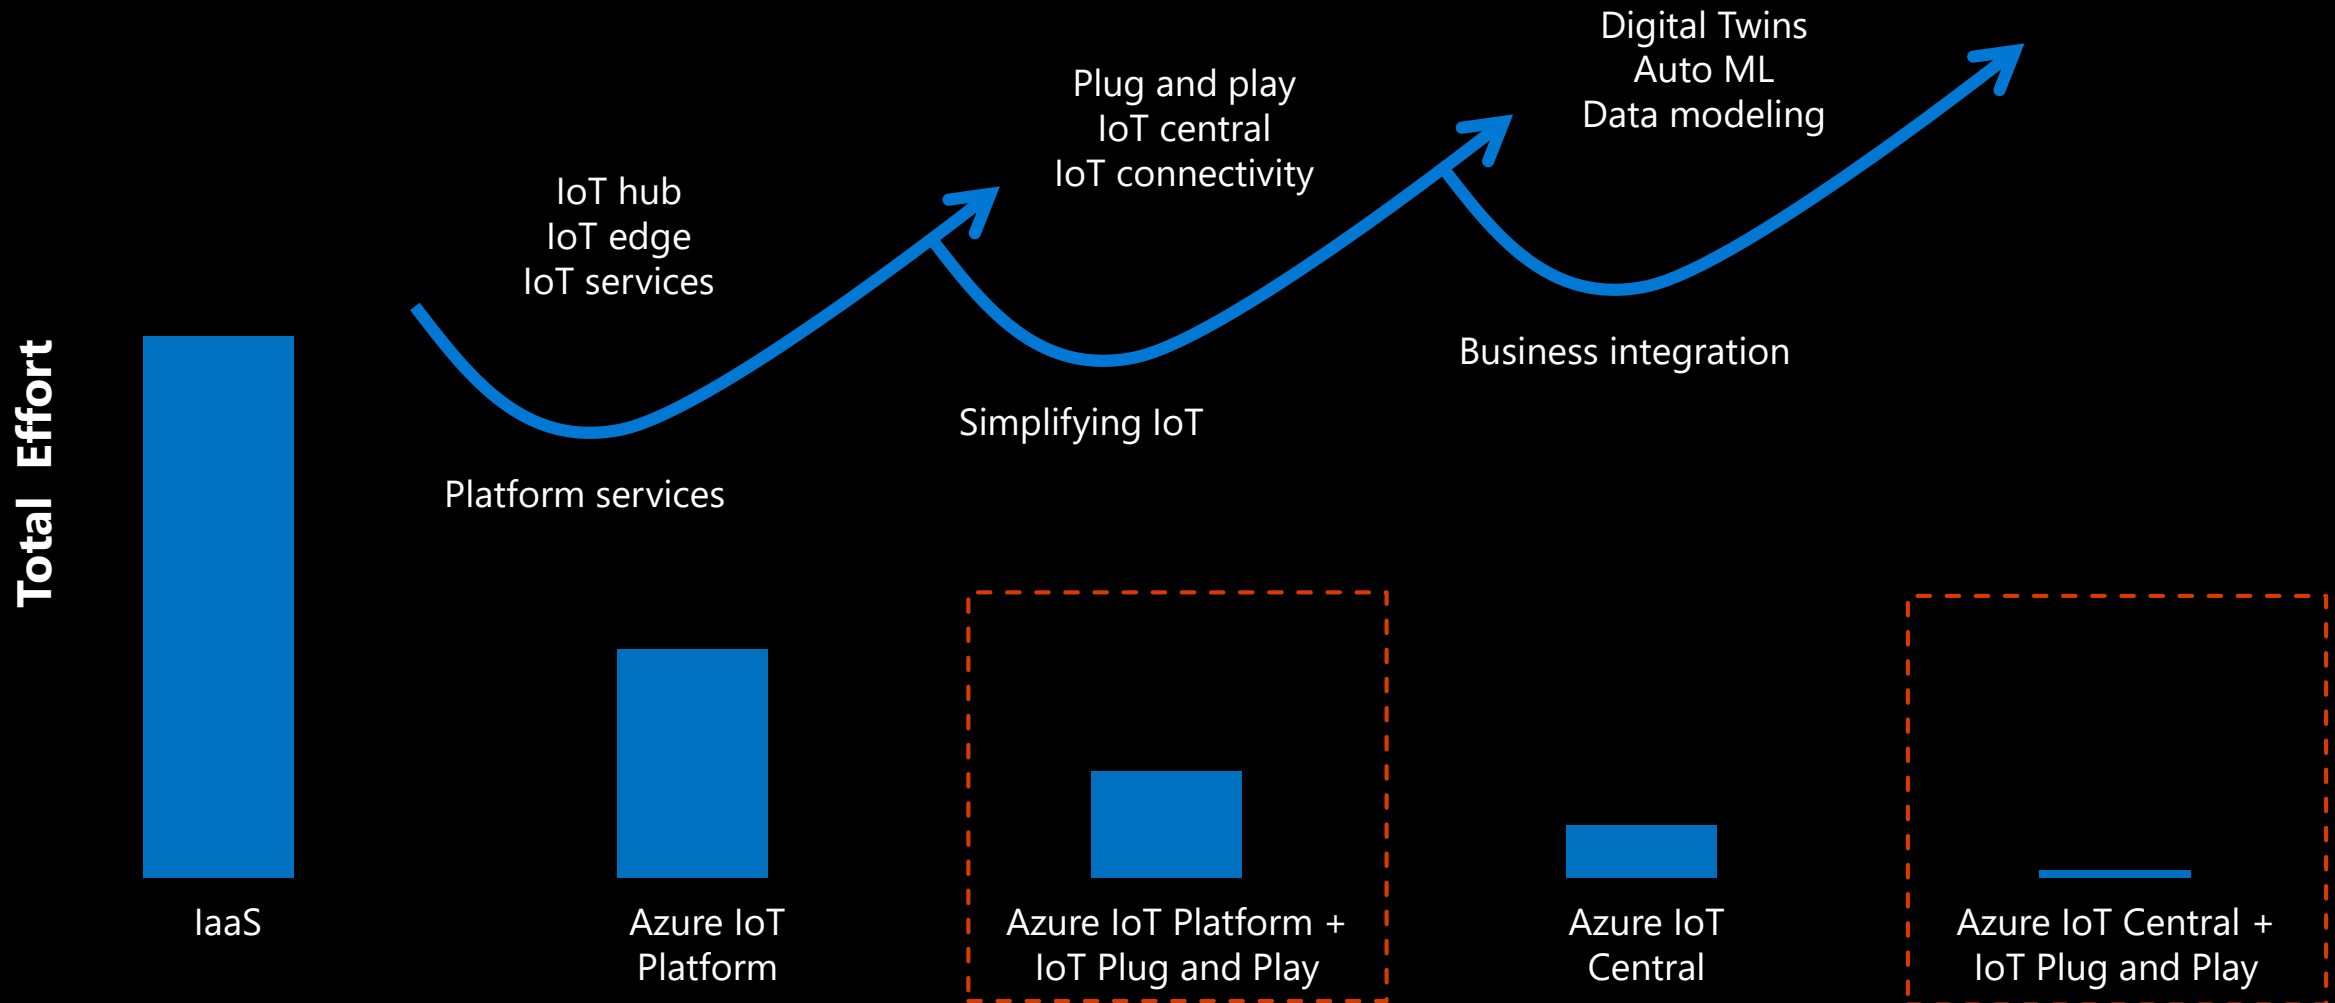 Digital Twins
Auto ML
Data modeling
Plug and play
IoT central
IoT connectivity
IoT hub
IoT edge
IoT services
Business integration
Simplifying IoT
Platform services
Total Effort
IaaS
Azure IoT
Platform
Azure IoT Platform +
IoT Plug and Play
Azure IoT
Central
Azure IoT Central +
IoT Plug and Play